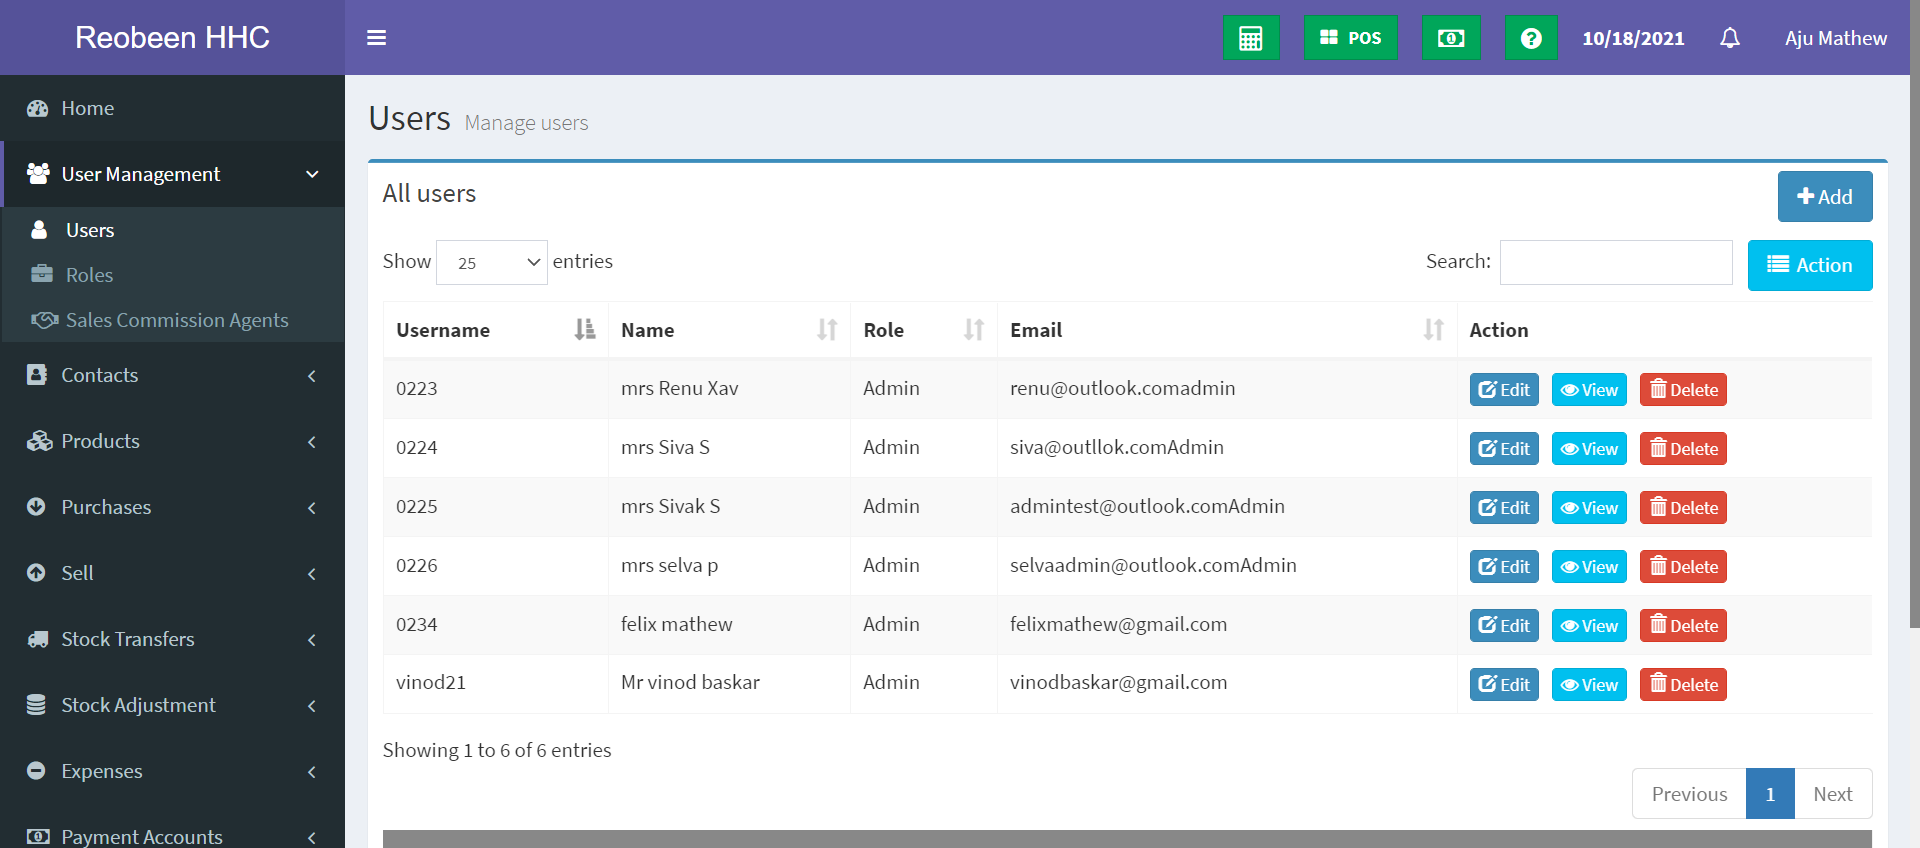 Reobeen HHC
POS
10/18/2021
Aju Mathew
Home
User Management
Users
Roles
Sales Commission Agents
Contacts
Products
Purchases
Sell
Stock Transfers
Stock Adjustment
Expenses
Payment Accounts
Users Manage users
All users
Add
Show 25 entries
Search:
Action
Username Name Role Email Action
0223 mrs Renu Xav Admin renu@outlook.comadmin Edit View Delete
0224 mrs Siva S Admin siva@outllok.comAdmin Edit View Delete
0225 mrs Sivak S Admin admintest@outlook.comAdmin Edit View Delete
0226 mrs selva p Admin selvaadmin@outlook.comAdmin Edit View Delete
0234 felix mathew Admin felixmathew@gmail.com Edit View Delete
vinod21 Mr vinod baskar Admin vinodbaskar@gmail.com Edit View Delete
Showing 1 to 6 of 6 entries
Previous 1 Next